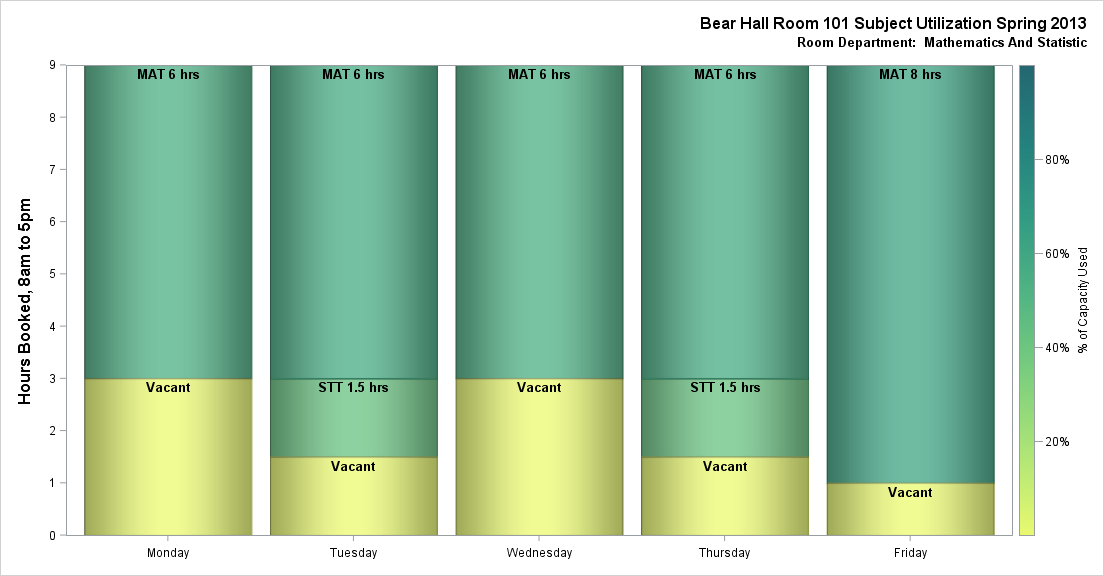 Bear Hall Room 101 Subject Utilization Spring 2013
Room Department:  Mathematics And Statistic
Hours Booked, 8am to 5pm
9
8
7
6
5
4
3
2
1
0
MAT 6 hrs
Vacant
MAT 6 hrs
STT 1.5 hrs
Vacant
MAT 6 hrs
Vacant
MAT 6 hrs
STT 1.5 hrs
Vacant
MAT 8 hrs
Vacant
Monday
Tuesday
Wednesday
Thursday
Friday
80%
60%
40%
20%
% of Capacity Used